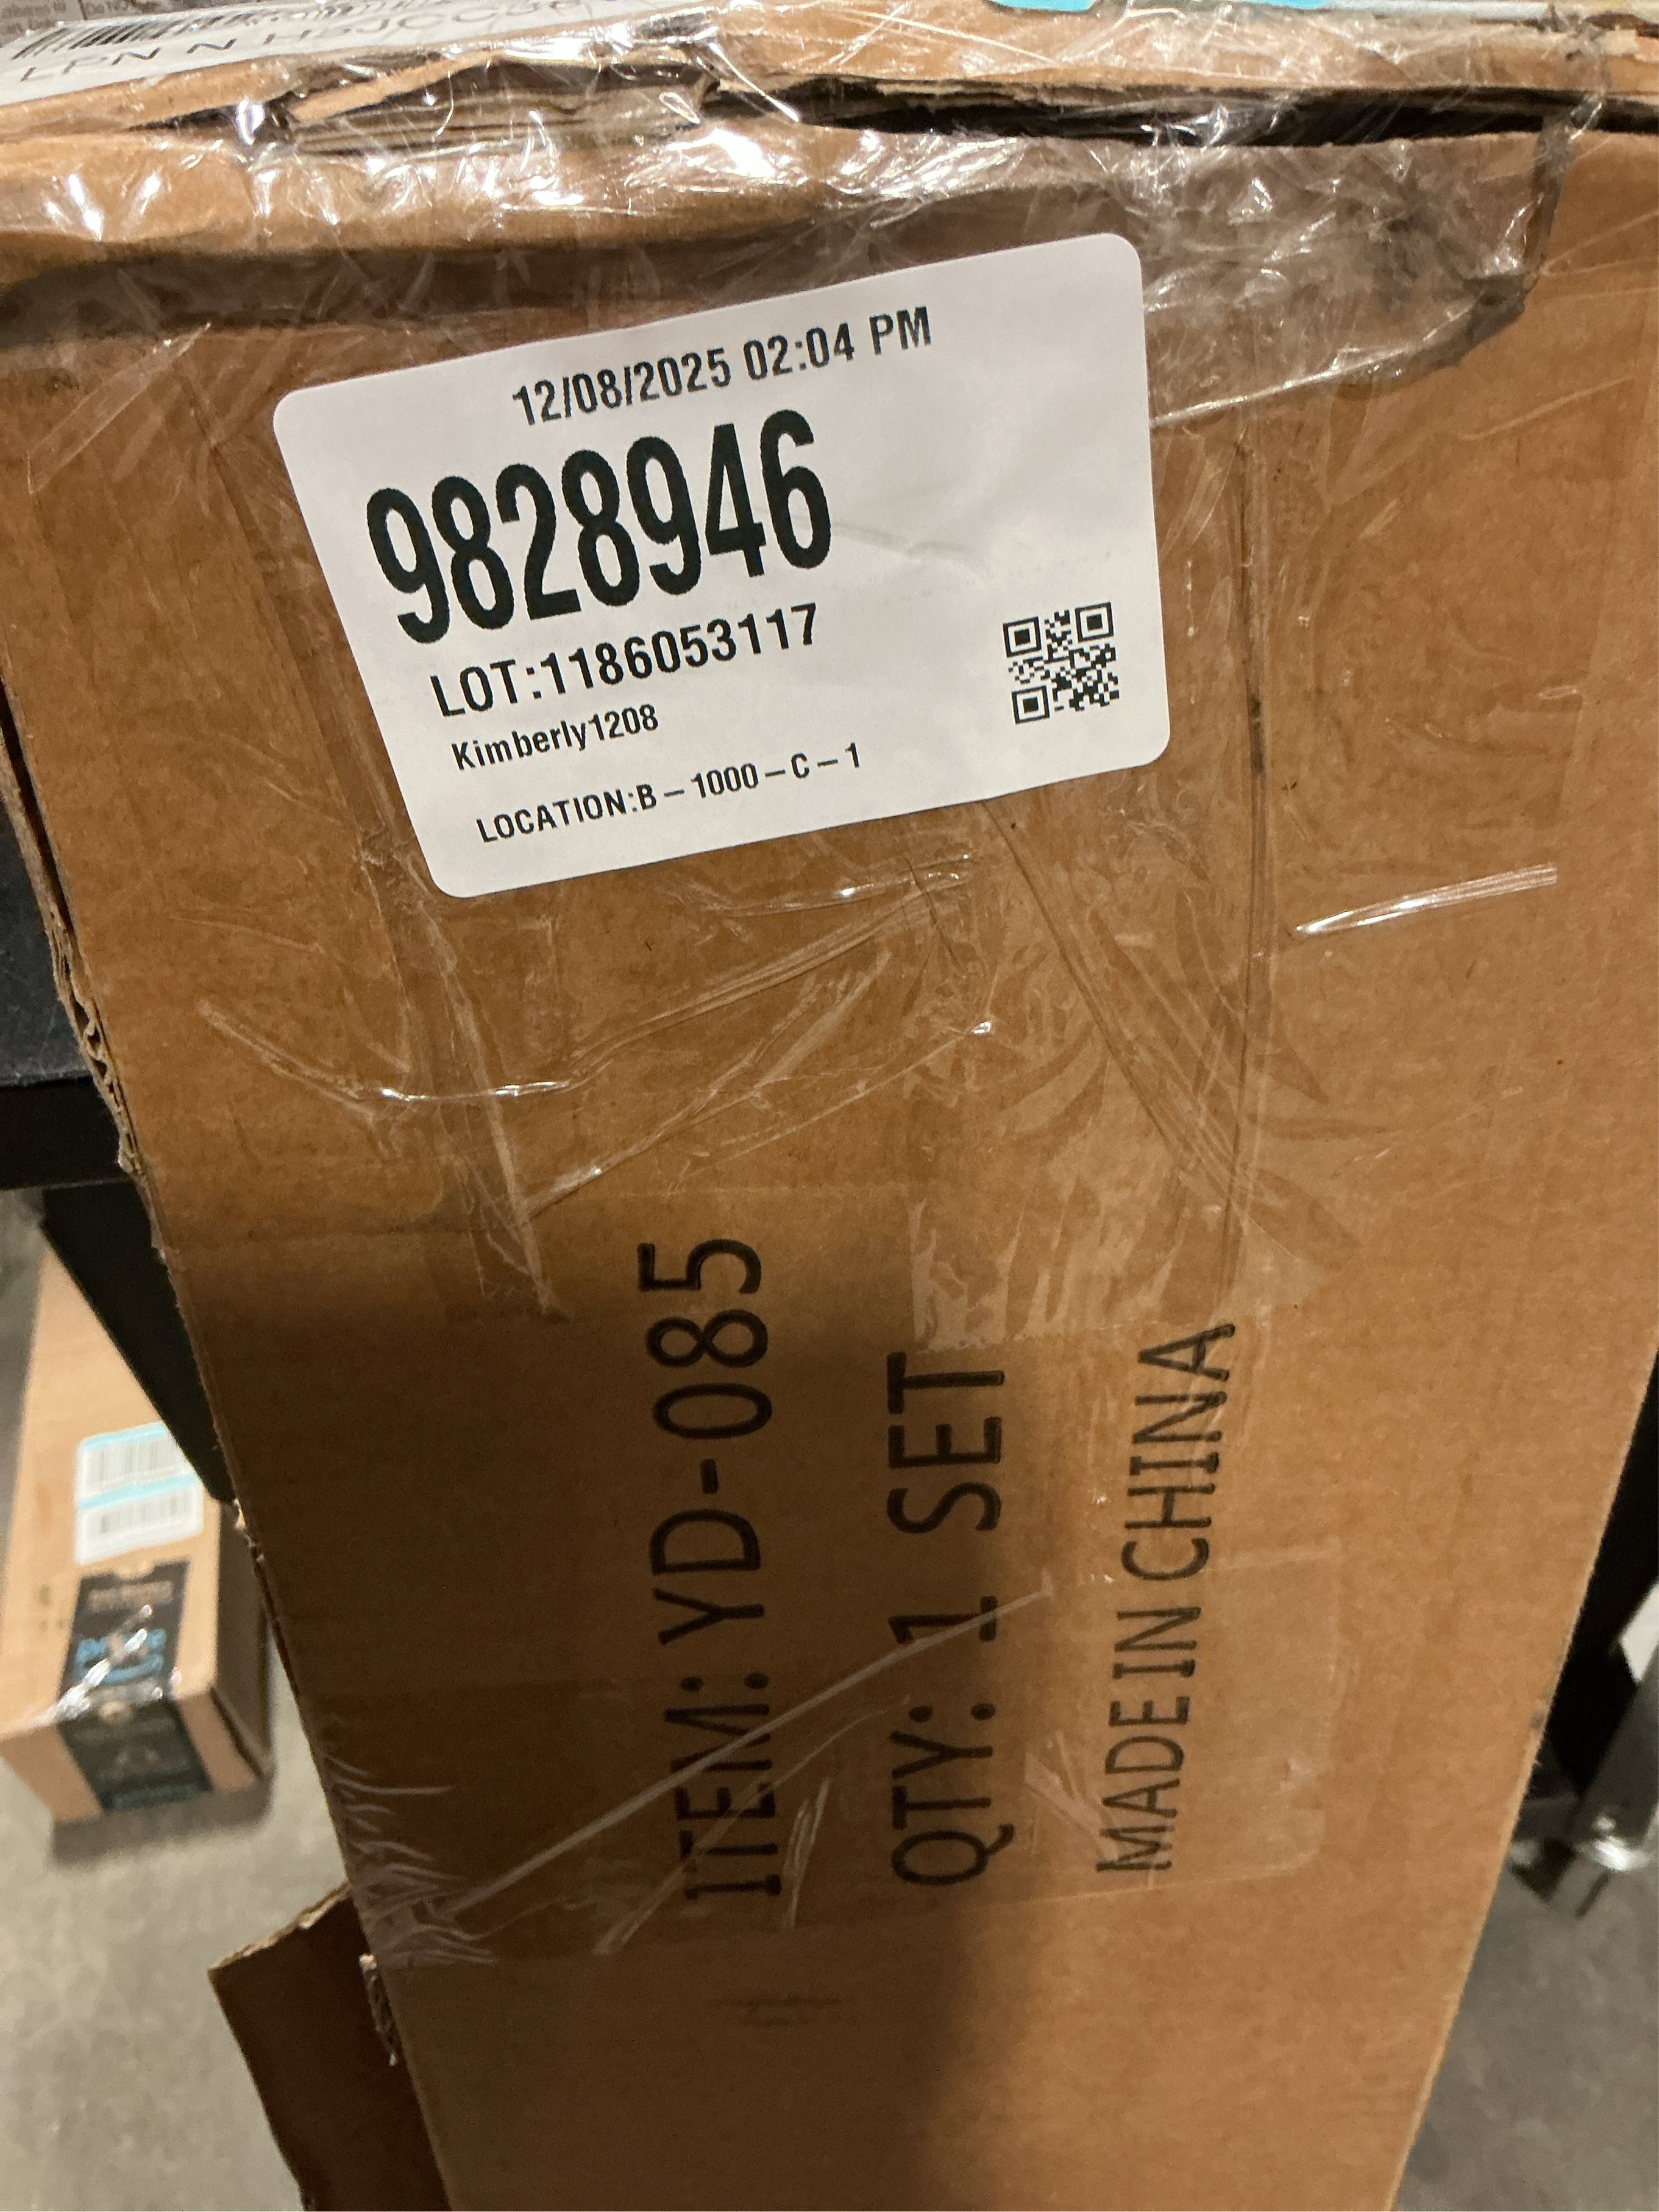 LPN N
12/08/2025 02:04 PM
9828946
LOT:1186053117
Kimberly1208
LOCATION:B – 1000 – C – 1
ITEM: YD-085
QTY: 1 SET
MADE IN CHINA